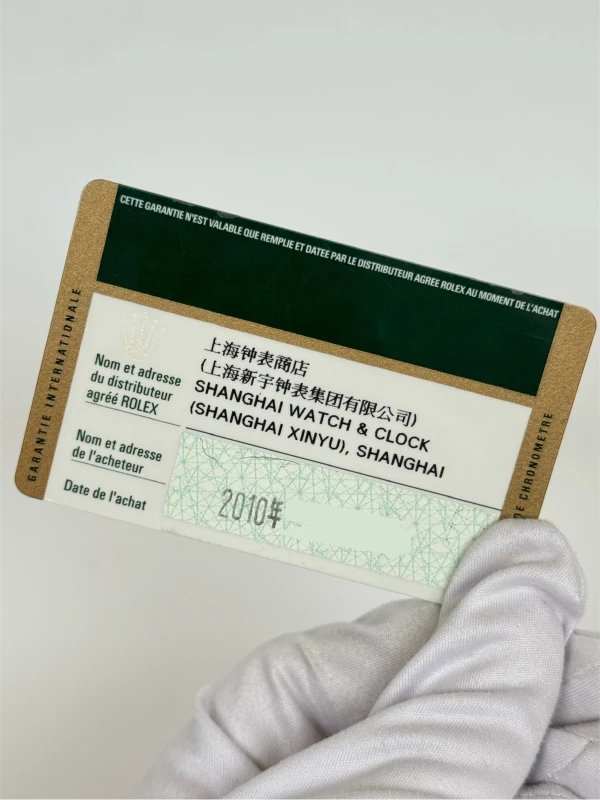 CETTE GARANTIE N'EST VALABLE QUE REMPLIE ET DATEE PAR LE DISTRIBUTEUR AGREE ROLEX AU MOMENT DE L'ACHAT
GARANTIE INTERNATIONALE
Nom et adresse
du distributeur
agréé ROLEX
上海钟表商店
(上海新宇钟表集团有限公司)
SHANGHAI WATCH & CLOCK
(SHANGHAI XINYU), SHANGHAI
Nom et adresse
de l'acheteur
Date de l'achat
2010年
DE CHRONOMETRE